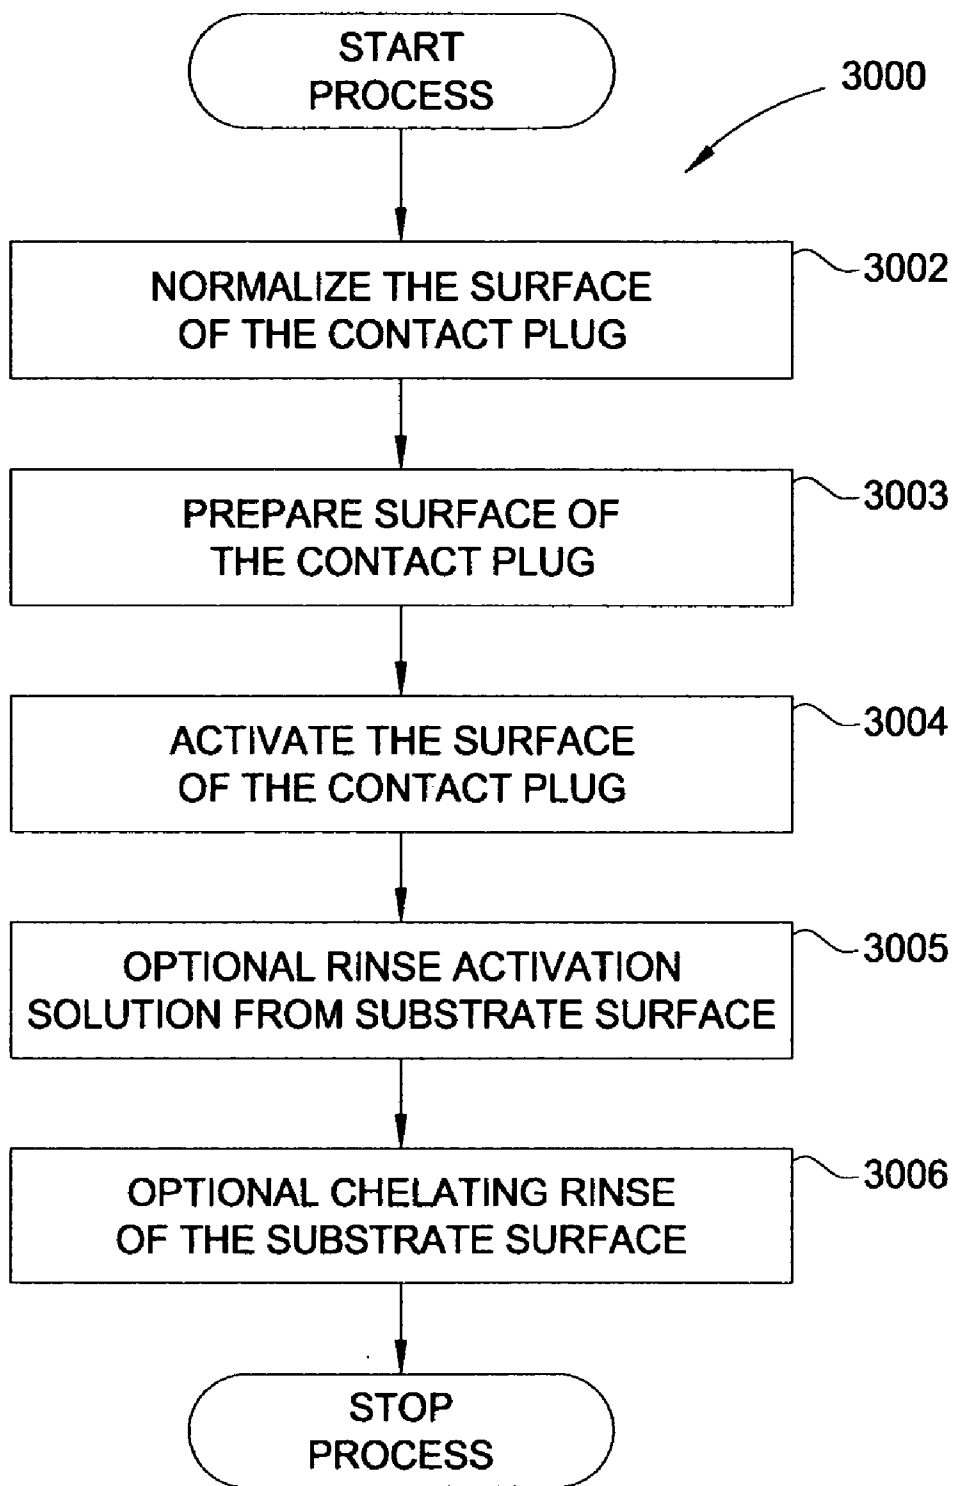 START
PROCESS
3000
NORMALIZE THE SURFACE
OF THE CONTACT PLUG
3002
PREPARE SURFACE OF
THE CONTACT PLUG
3003
ACTIVATE THE SURFACE
OF THE CONTACT PLUG
3004
OPTIONAL RINSE ACTIVATION
SOLUTION FROM SUBSTRATE SURFACE
3005
OPTIONAL CHELATING RINSE
OF THE SUBSTRATE SURFACE
3006
STOP
PROCESS